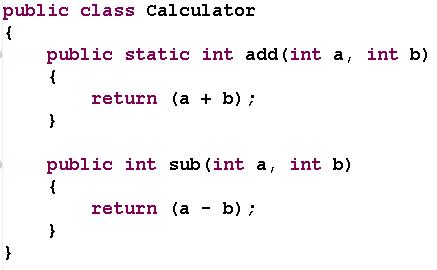 public class Calculator
{
    public static int add(int a, int b)
    {
        return (a + b);
    }

    public int sub(int a, int b)
    {
        return (a - b);
    }
}